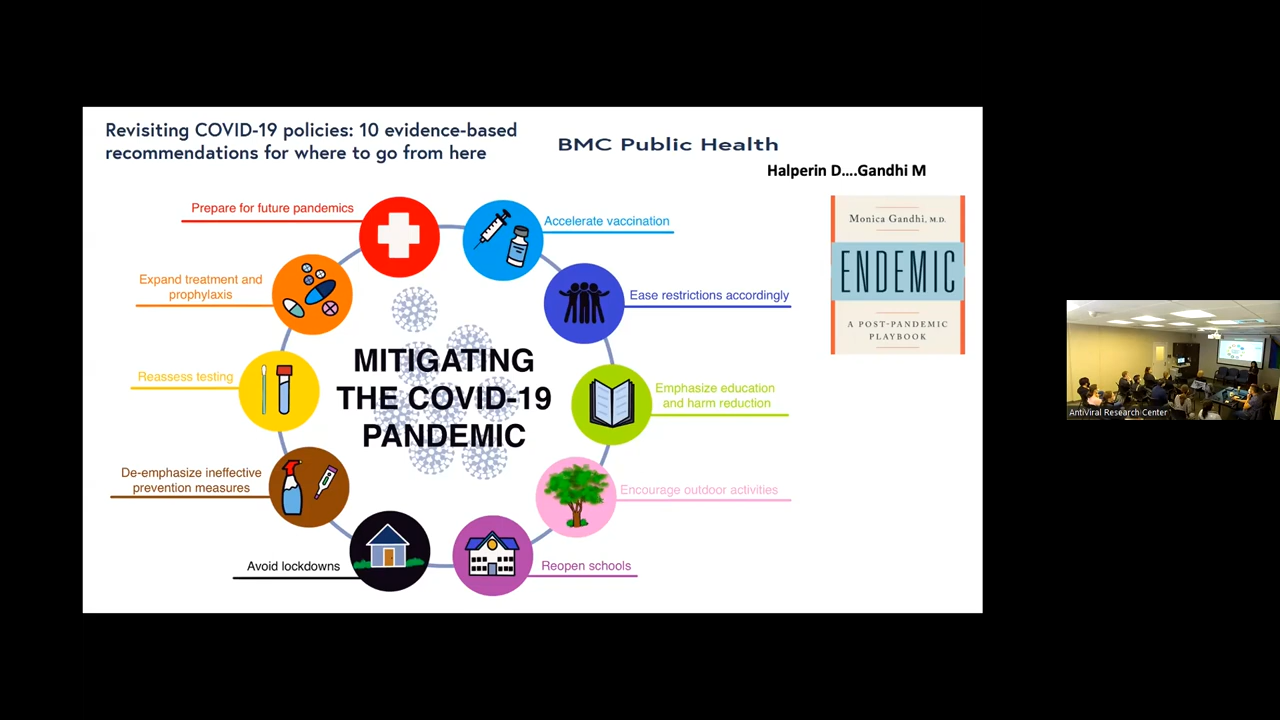 Revisiting COVID-19 policies: 10 evidence-based
recommendations for where to go from here
BMC Public Health
Halperin D....Gandhi M
Prepare for future pandemics
Accelerate vaccination
Expand treatment and
prophylaxis
Ease restrictions accordingly
Reassess testing
Emphasize education
and harm reduction
De-emphasize ineffective
prevention measures
Encourage outdoor activities
Avoid lockdowns
Reopen schools
MITIGATING
THE COVID-19
PANDEMIC
Monica Gandhi, M.D.
ENDEMIC
A POST-PANDEMIC
PLAYBOOK
AntiViral Research Center